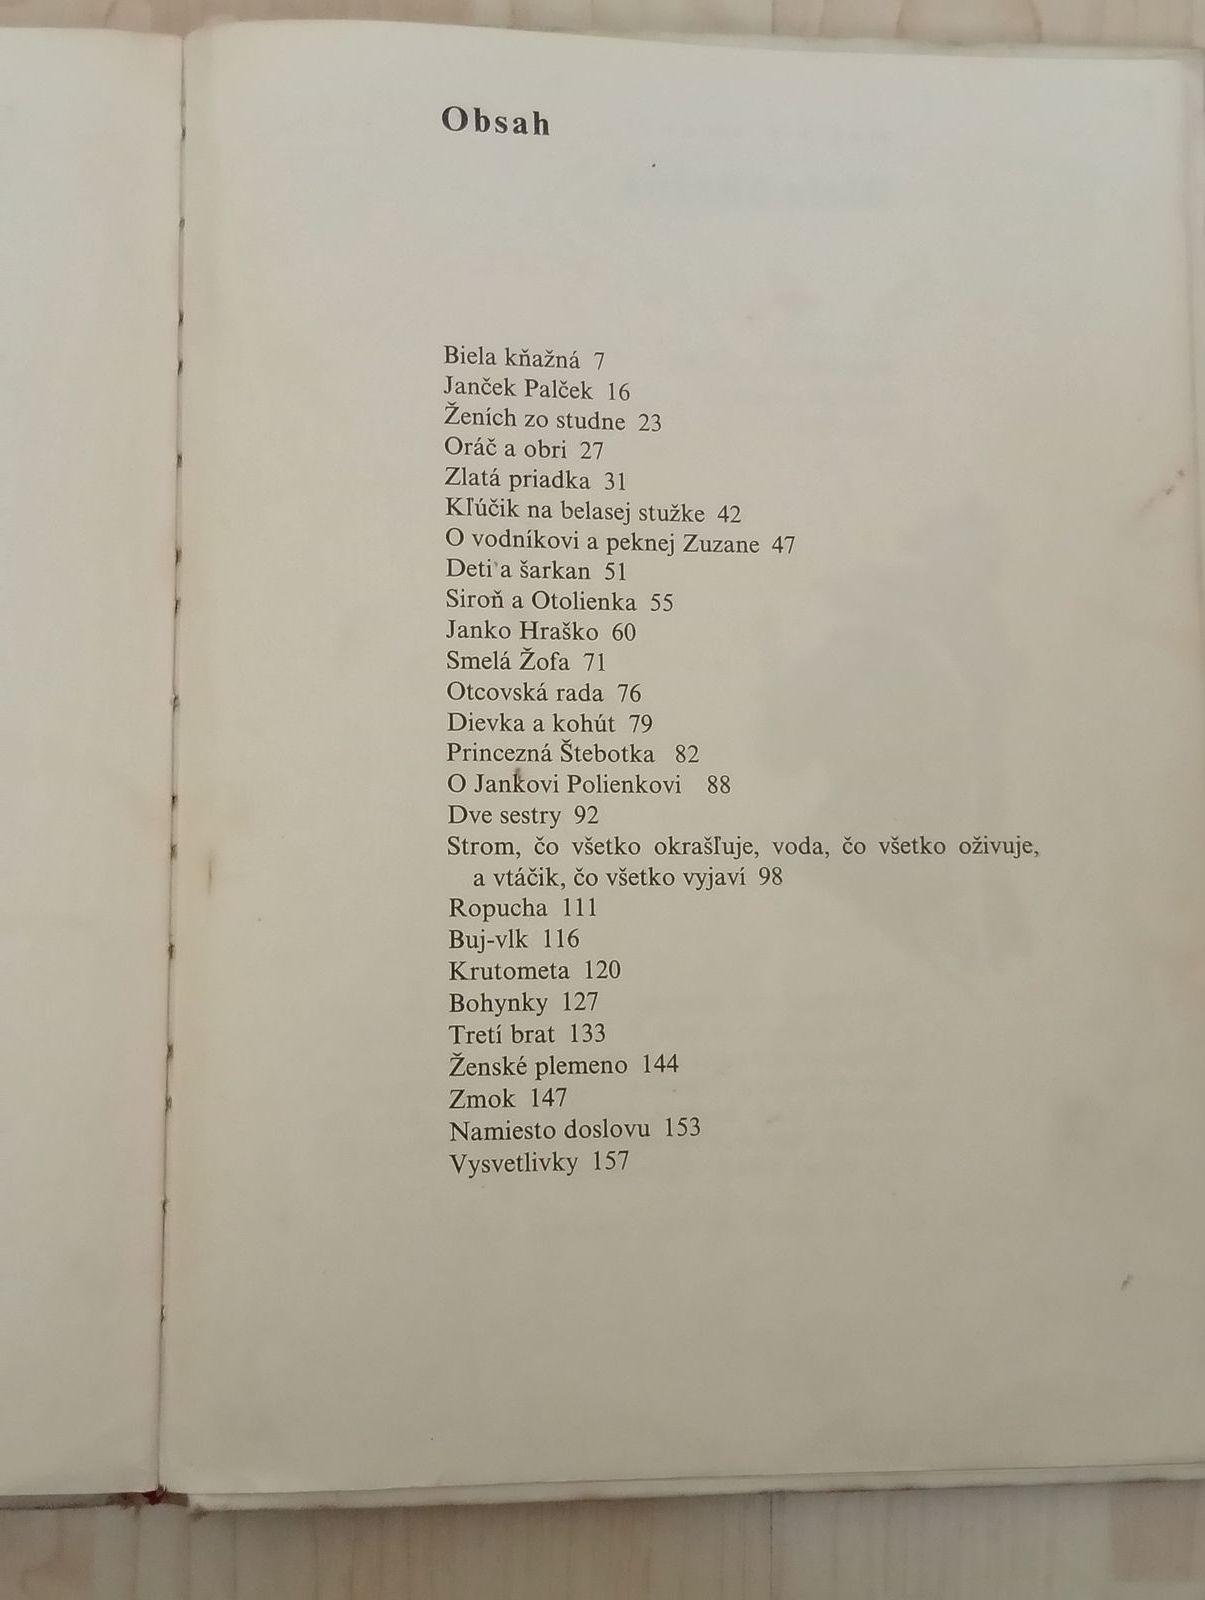 Obsah
Biela kňažná 7
Janček Palček 16
Ženích zo studne 23
Oráč a obri 27
Zlatá priadka 31
Kľúčik na belasej stužke 42
O vodníkovi a peknej Zuzane 47
Deti a šarkan 51
Siroň a Otolienka 55
Janko Hraško 60
Smelá Žofa 71
Otcovská rada 76
Dievka a kohút 79
Princezná Štebotka 82
O Jankovi Polienkovi 88
Dve sestry 92
Strom, čo všetko okrašľuje, voda, čo všetko oživuje,
a vtáčik, čo všetko vyjaví 98
Ropucha 111
Buj-vlk 116
Krutometa 120
Bohynky 127
Tretí brat 133
Ženské plemeno 144
Zmok 147
Namiesto doslovu 153
Vysvetlivky 157